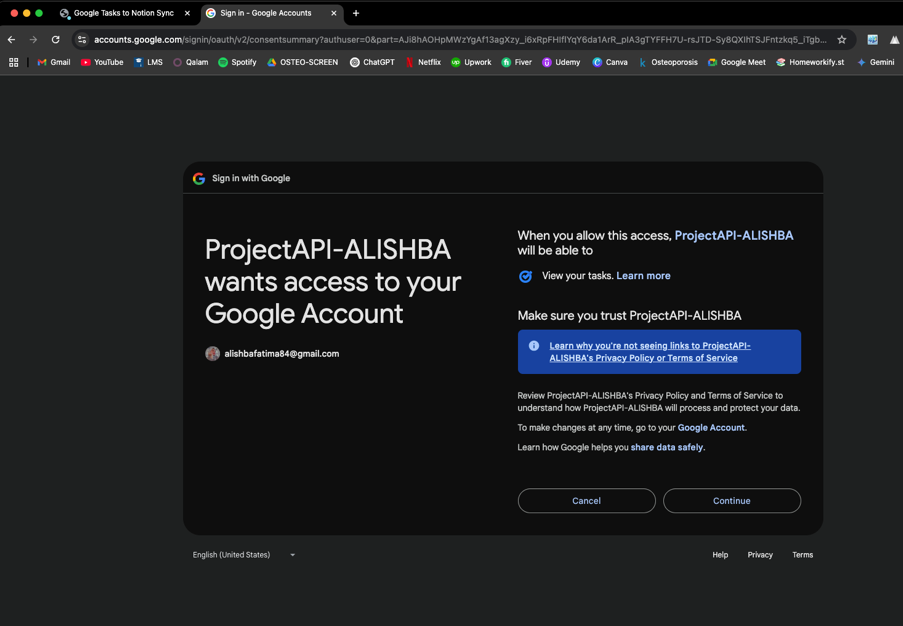 Google Tasks to Notion Sync
Sign in - Google Accounts
accounts.google.com/signin/oauth/v2/consentsummary?authuser=0&part=AJi8hAOHpMWzYgAf13agXzy_i6xRpFHIflYqY6da1ArR_pIA3gTYFFH7U-rsJTD-Sy8QXIhTSJFntzkq5_iTgb...
Gmail YouTube LMS Qalam Spotify OSTEO-SCREEN ChatGPT Netflix Upwork Fiver Udemy Canva Osteoporosis Google Meet Homeworkify.st Gemini
Sign in with Google
ProjectAPI-ALISHBA
wants access to your
Google Account
alishbafatima84@gmail.com
When you allow this access, ProjectAPI-ALISHBA
will be able to
View your tasks. Learn more
Make sure you trust ProjectAPI-ALISHBA
Learn why you're not seeing links to ProjectAPI-
ALISHBA's Privacy Policy or Terms of Service
Review ProjectAPI-ALISHBA's Privacy Policy and Terms of Service to
understand how ProjectAPI-ALISHBA will process and protect your data.
To make changes at any time, go to your Google Account.
Learn how Google helps you share data safely.
Cancel
Continue
English (United States)
Help
Privacy
Terms